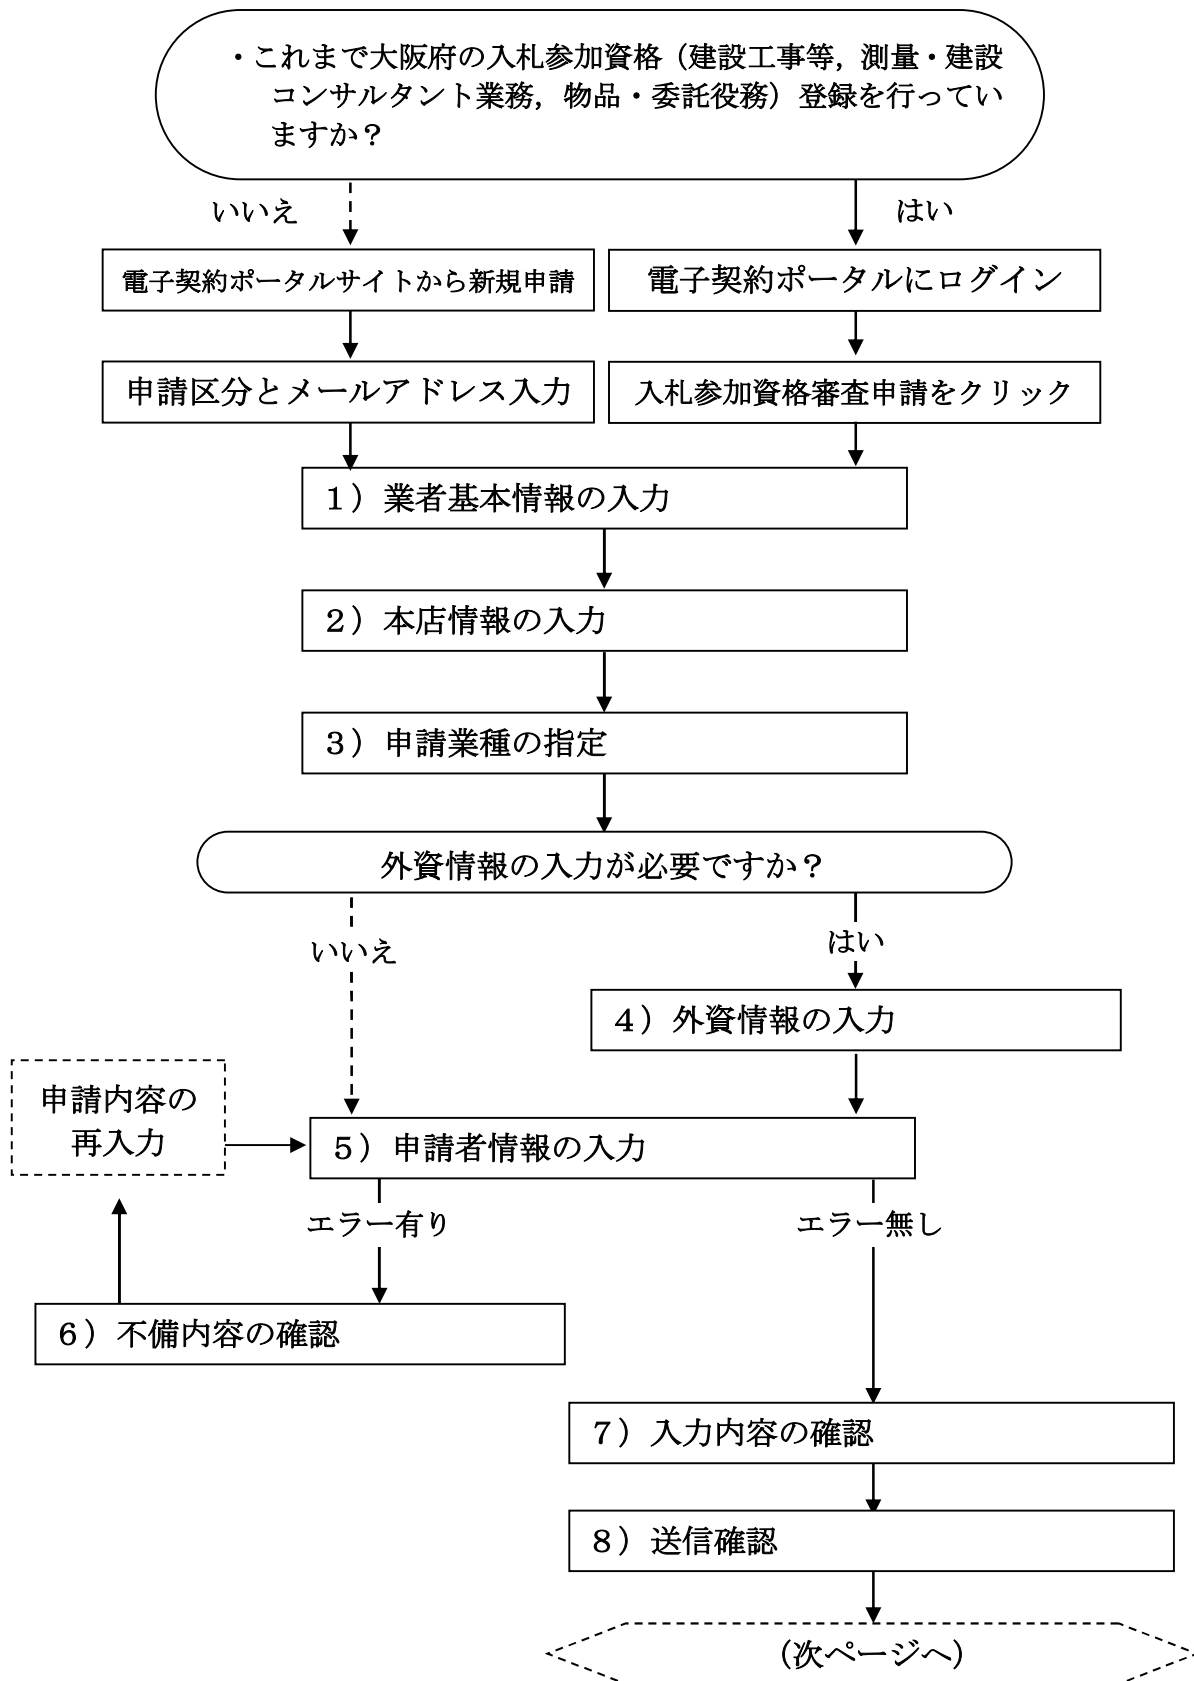 ・これまで大阪府の入札参加資格（建設工事等，測量・建設
コンサルタント業務，物品・委託役務）登録を行ってい
ますか？
いいえ
はい
電子契約ポータルサイトから新規申請
電子契約ポータルにログイン
申請区分とメールアドレス入力
入札参加資格審査申請をクリック
１）業者基本情報の入力
２）本店情報の入力
３）申請業種の指定
外資情報の入力が必要ですか？
いいえ
はい
４）外資情報の入力
申請内容の
再入力
５）申請者情報の入力
エラー有り
エラー無し
６）不備内容の確認
７）入力内容の確認
８）送信確認
（次ページへ）